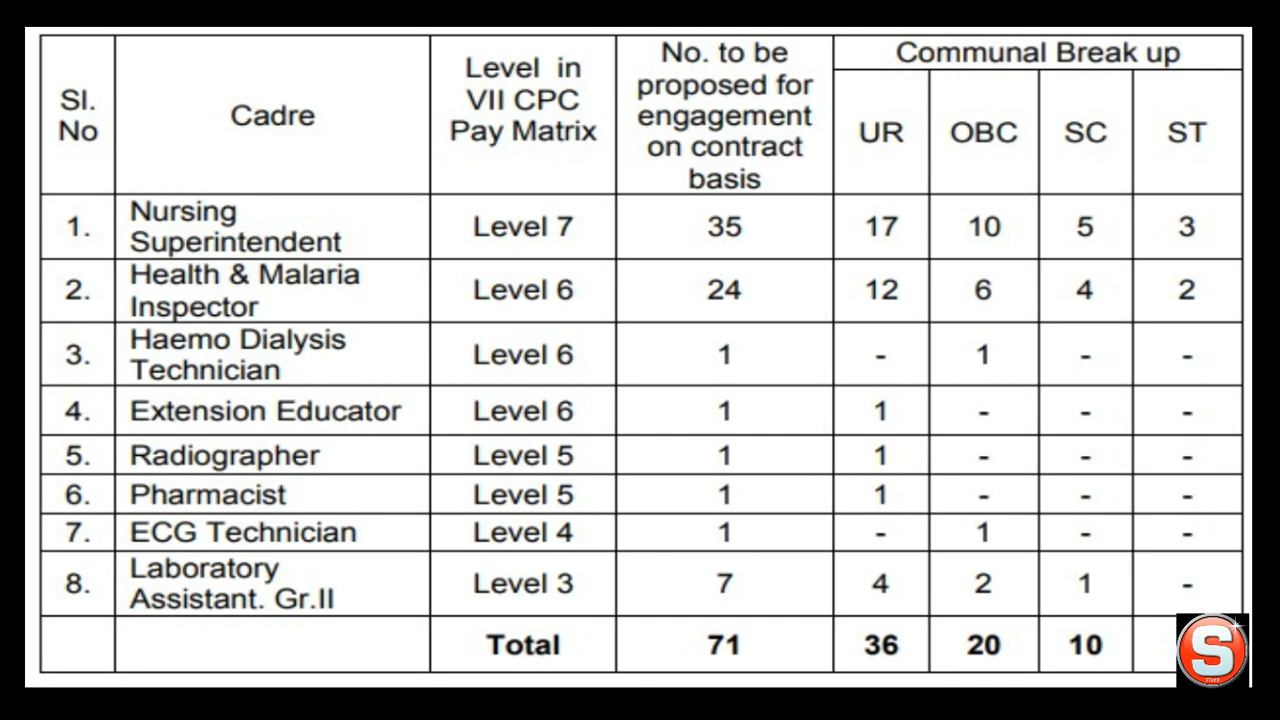 Sl. No | Cadre | Level in VII CPC Pay Matrix | No. to be proposed for engagement on contract basis | Communal Break up
UR | OBC | SC | ST
1. | Nursing Superintendent | Level 7 | 35 | 17 | 10 | 5 | 3
2. | Health & Malaria Inspector | Level 6 | 24 | 12 | 6 | 4 | 2
3. | Haemo Dialysis Technician | Level 6 | 1 | - | 1 | - | -
4. | Extension Educator | Level 6 | 1 | 1 | - | - | -
5. | Radiographer | Level 5 | 1 | 1 | - | - | -
6. | Pharmacist | Level 5 | 1 | 1 | - | - | -
7. | ECG Technician | Level 4 | 1 | - | 1 | - | -
8. | Laboratory Assistant. Gr.II | Level 3 | 7 | 4 | 2 | 1 | -
Total | 71 | 36 | 20 | 10
S